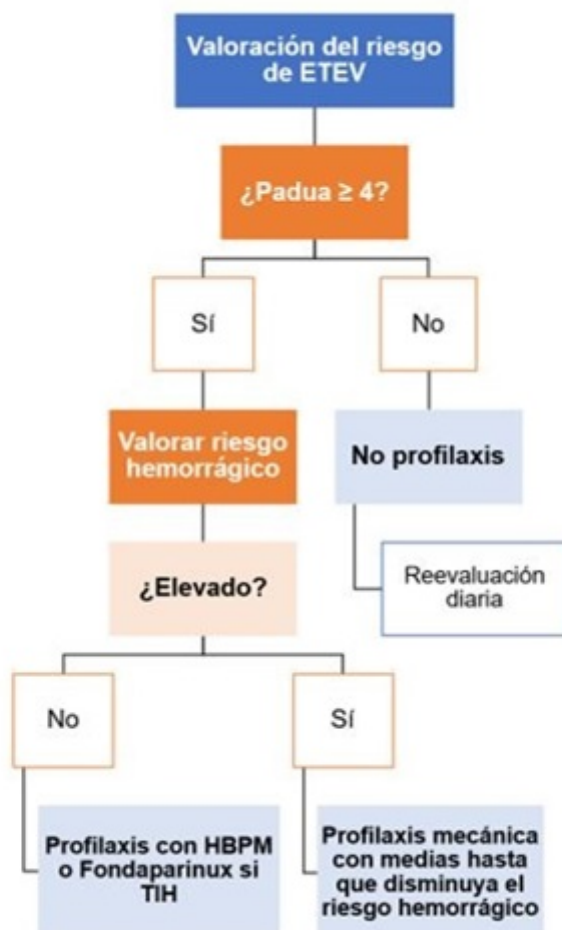 Valoración del riesgo
de ETEV
¿Padua ≥ 4?
Sí
No
Valorar riesgo
hemorrágico
No profilaxis
¿Elevado?
Reevaluación
diaria
No
Sí
Profilaxis con HBPM
o Fondaparinux si
TIH
Profilaxis mecánica
con medias hasta
que disminuya el
riesgo hemorrágico